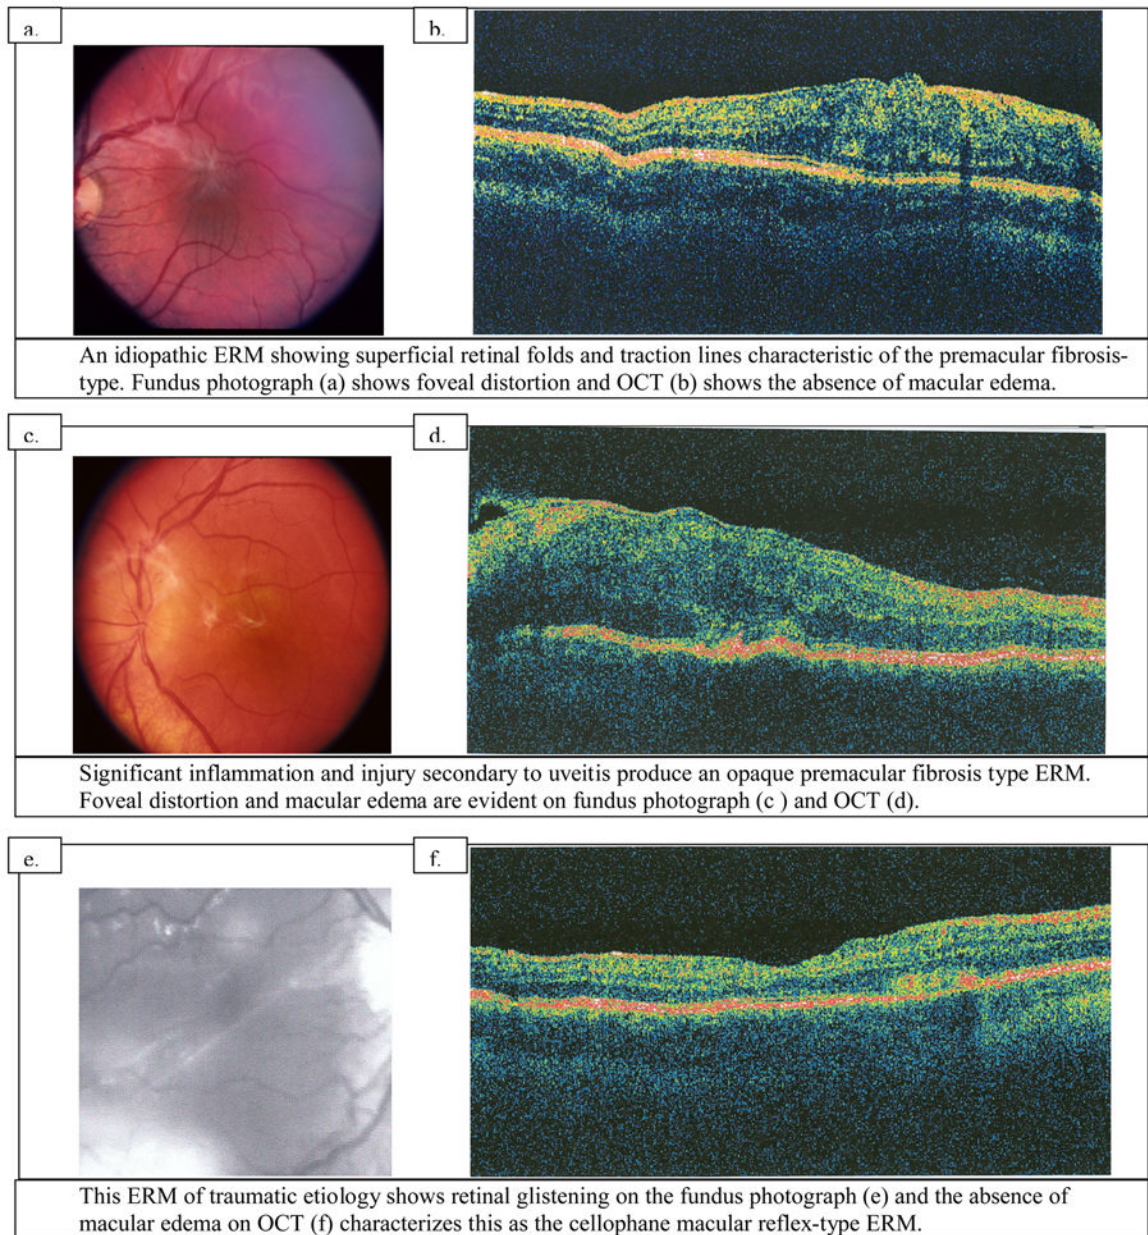 a.
b.
An idiopathic ERM showing superficial retinal folds and traction lines characteristic of the premacular fibrosis-
type. Fundus photograph (a) shows foveal distortion and OCT (b) shows the absence of macular edema.
c.
d.
Significant inflammation and injury secondary to uveitis produce an opaque premacular fibrosis type ERM.
Foveal distortion and macular edema are evident on fundus photograph (c ) and OCT (d).
e.
f.
This ERM of traumatic etiology shows retinal glistening on the fundus photograph (e) and the absence of
macular edema on OCT (f) characterizes this as the cellophane macular reflex-type ERM.